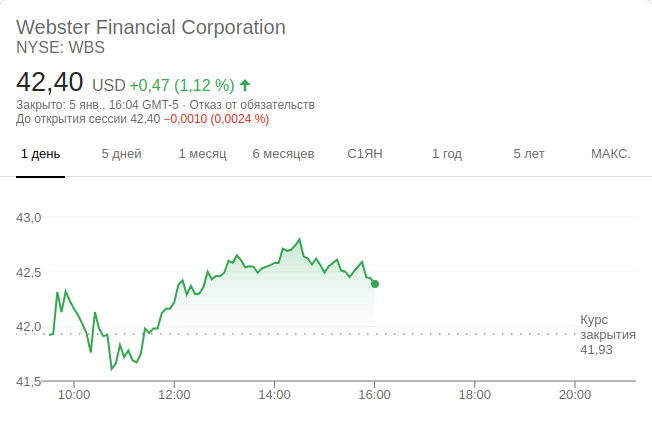 Webster Financial Corporation
NYSE: WBS
42,40 USD +0,47 (1,12 %)
Закрыто: 5 янв., 16:04 GMT-5 · Отказ от обязательств
До открытия сессии 42,40 −0,0010 (0,0024 %)
1 день 5 дней 1 месяц 6 месяцев С1ЯН 1 год 5 лет МАКС.
43,0
42,5
42,0
41,5
Курс
закрытия
41,93
10:00 12:00 14:00 16:00 18:00 20:00